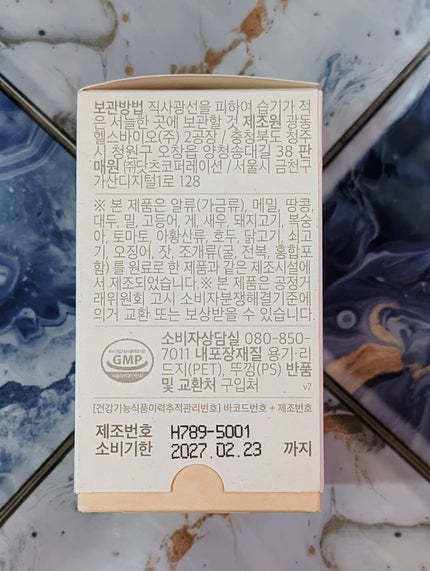 보관방법 직사광선을 피하여 습기가 적
은 서늘한 곳에 보관할 것 제조원 광동
헬스바이오(주) 2공장 / 충청북도 청주
시 청원구 오창읍 양청송대길 38 판
매원 ㈜닷츠코퍼레이션 / 서울시 금천구
가산디지털1로 128
※ 본 제품은 알류(가금류), 메밀, 땅콩,
대두, 밀, 고등어, 게, 새우, 돼지고기, 복숭
아, 토마토, 아황산류, 호두, 닭고기, 쇠고
기, 오징어, 잣, 조개류(굴, 전복, 홍합포
함) 를 원료로 한 제품과 같은 제조시설에
서 제조되었습니다. ※ 본 제품은 공정거
래위원회 고시 소비자분쟁해결기준에
의거 교환 또는 보상받을 수 있습니다.
GMP
소비자상담실 080-850-
7011 내포장재질 용기·리
드지(PET), 뚜껑(PS) 반품
및 교환처 구입처
v7
[건강기능식품이력추적관리번호] 바코드번호 + 제조번호
제조번호 H789-5001
소비기한 2027.02.23 까지